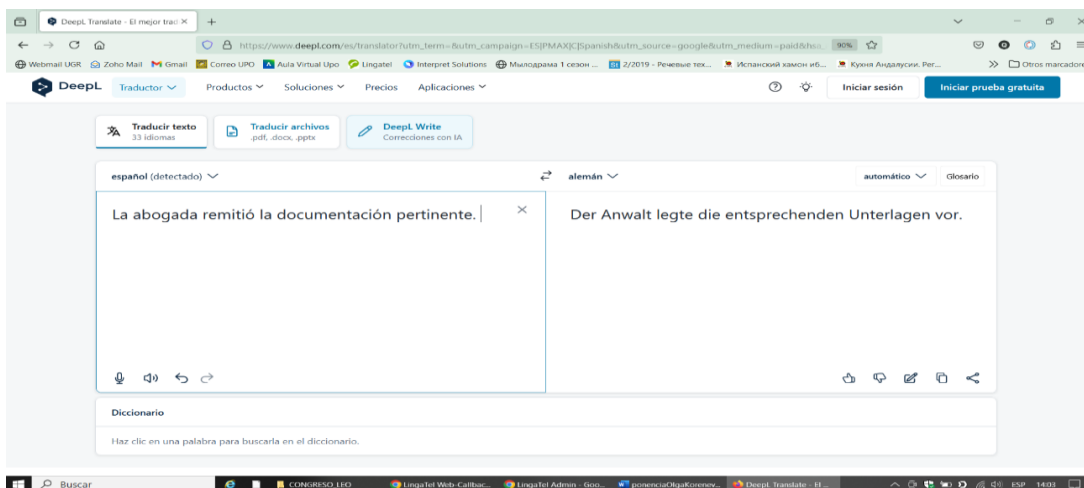 DeepL Translate - El mejor trad
https://www.deepl.com/es/translator?utm_term=&utm_campaign=ES|PMAX|C|Spanish&utm_source=google&utm_medium=paid&hsa_ 90%
Webmail UGR Zoho Mail Gmail Correo UPO Aula Virtual Upo Lingatel Interpret Solutions Мылодрама 1 сезон ... 2/2019 - Речевые тех... Испанский хамон иб... Кухня Андалусии. Рег... Otros marcadore
DeepL Traductor Productos Soluciones Precios Aplicaciones Iniciar sesión Iniciar prueba gratuita
Traducir texto Traducir archivos DeepL Write
33 idiomas .pdf, .docx, .pptx Correcciones con IA
español (detectado) alemán automático Glosario
La abogada remitió la documentación pertinente. Der Anwalt legte die entsprechenden Unterlagen vor.
Diccionario
Haz clic en una palabra para buscarla en el diccionario.
Buscar CONGRESO_LEO LingaTel Web-Callbac... LingaTel Admin - Goo... ponenciaOlgaKorenev... DeepL Translate - El ... ESP 14:03